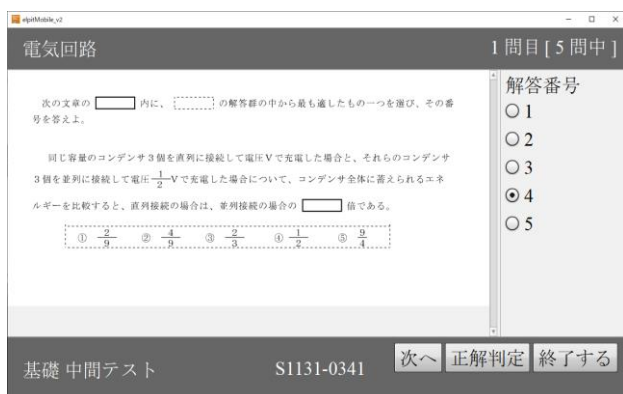 elpitMobile_v2
電気回路
1問目[5問中]
次の文章の 内に、 の解答群の中から最も適したもの一つを選び、その番
号を答えよ。
同じ容量のコンデンサ3個を直列に接続して電圧Vで充電した場合と、それらのコンデンサ
3個を並列に接続して電圧1/2Vで充電した場合について、コンデンサ全体に蓄えられるエネ
ルギーを比較すると、直列接続の場合は、並列接続の場合の 倍である。
① 2/9 ② 4/9 ③ 2/3 ④ 1/2 ⑤ 9/4
解答番号
1
2
3
4
5
基礎 中間テスト
S1131-0341
次へ 正解判定 終了する